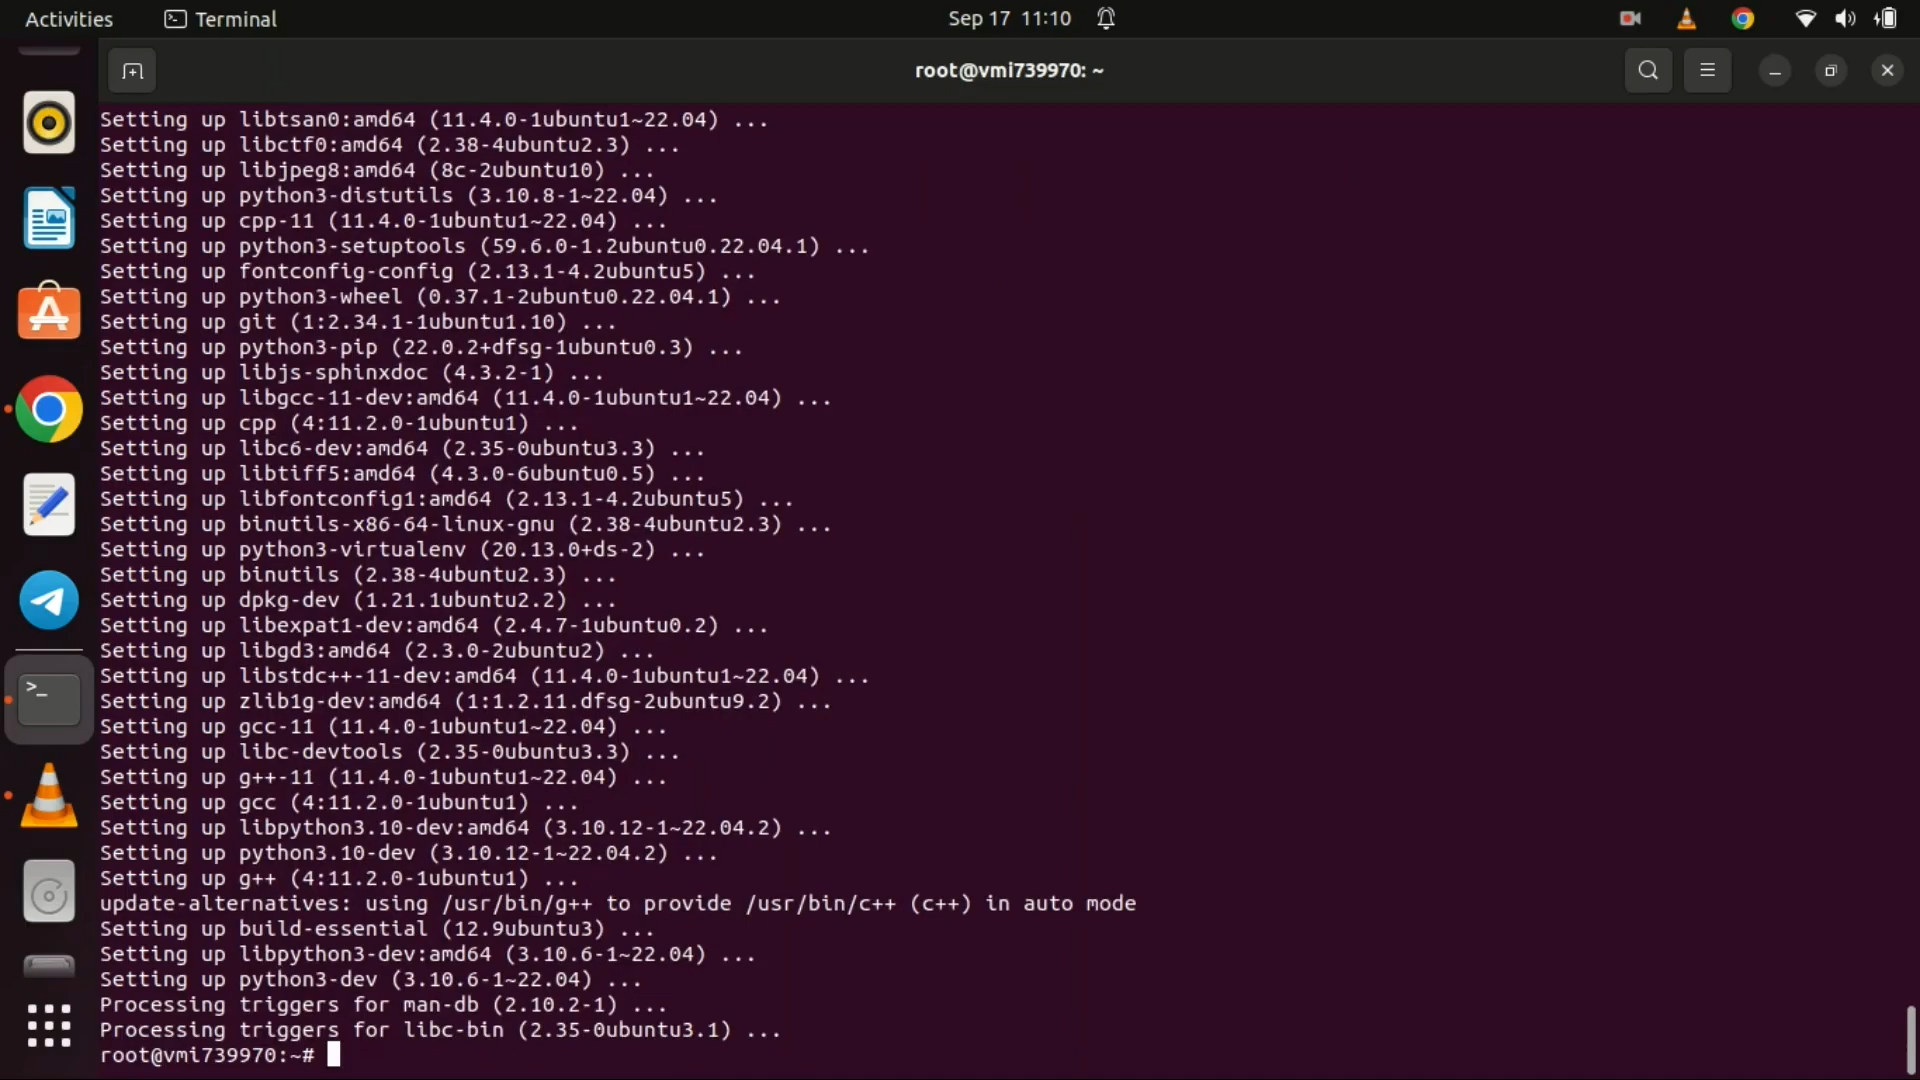 Activities
Terminal
Sep 17 11:10
root@vmi739970: ~
Setting up libtsan0:amd64 (11.4.0-1ubuntu1~22.04) ...
Setting up libctf0:amd64 (2.38-4ubuntu2.3) ...
Setting up libjpeg8:amd64 (8c-2ubuntu10) ...
Setting up python3-distutils (3.10.8-1~22.04) ...
Setting up cpp-11 (11.4.0-1ubuntu1~22.04) ...
Setting up python3-setuptools (59.6.0-1.2ubuntu0.22.04.1) ...
Setting up fontconfig-config (2.13.1-4.2ubuntu5) ...
Setting up python3-wheel (0.37.1-2ubuntu0.22.04.1) ...
Setting up git (1:2.34.1-1ubuntu1.10) ...
Setting up python3-pip (22.0.2+dfsg-1ubuntu0.3) ...
Setting up libjs-sphinxdoc (4.3.2-1) ...
Setting up libgcc-11-dev:amd64 (11.4.0-1ubuntu1~22.04) ...
Setting up cpp (4:11.2.0-1ubuntu1) ...
Setting up libc6-dev:amd64 (2.35-0ubuntu3.3) ...
Setting up libtiff5:amd64 (4.3.0-6ubuntu0.5) ...
Setting up libfontconfig1:amd64 (2.13.1-4.2ubuntu5) ...
Setting up binutils-x86-64-linux-gnu (2.38-4ubuntu2.3) ...
Setting up python3-virtualenv (20.13.0+ds-2) ...
Setting up binutils (2.38-4ubuntu2.3) ...
Setting up dpkg-dev (1.21.1ubuntu2.2) ...
Setting up libexpat1-dev:amd64 (2.4.7-1ubuntu0.2) ...
Setting up libgd3:amd64 (2.3.0-2ubuntu2) ...
Setting up libstdc++-11-dev:amd64 (11.4.0-1ubuntu1~22.04) ...
Setting up zlib1g-dev:amd64 (1:1.2.11.dfsg-2ubuntu9.2) ...
Setting up gcc-11 (11.4.0-1ubuntu1~22.04) ...
Setting up libc-devtools (2.35-0ubuntu3.3) ...
Setting up g++-11 (11.4.0-1ubuntu1~22.04) ...
Setting up gcc (4:11.2.0-1ubuntu1) ...
Setting up libpython3.10-dev:amd64 (3.10.12-1~22.04.2) ...
Setting up python3.10-dev (3.10.12-1~22.04.2) ...
Setting up g++ (4:11.2.0-1ubuntu1) ...
update-alternatives: using /usr/bin/g++ to provide /usr/bin/c++ (c++) in auto mode
Setting up build-essential (12.9ubuntu3) ...
Setting up libpython3-dev:amd64 (3.10.6-1~22.04) ...
Setting up python3-dev (3.10.6-1~22.04) ...
Processing triggers for man-db (2.10.2-1) ...
Processing triggers for libc-bin (2.35-0ubuntu3.1) ...
root@vmi739970:~#